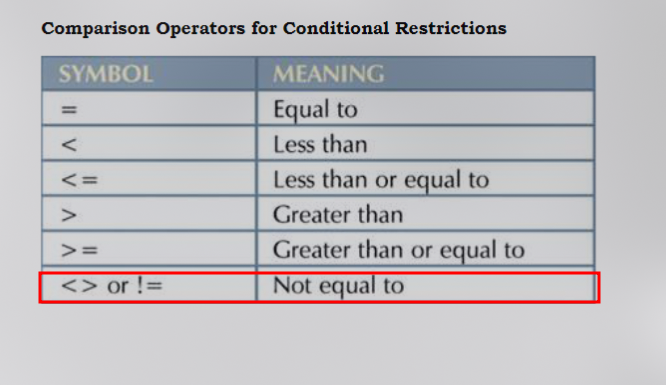 Comparison Operators for Conditional Restrictions
SYMBOL MEANING
= Equal to
< Less than
<= Less than or equal to
> Greater than
>= Greater than or equal to
<> or != Not equal to